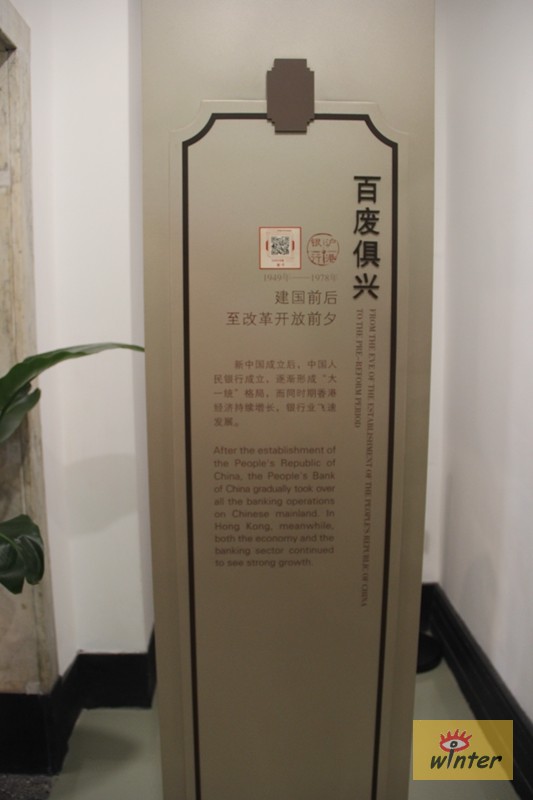 百废俱兴
FROM THE EVE OF THE ESTABLISHMENT OF THE PEOPLE'S REPUBLIC OF CHINA
TO THE PRE-REFORM PERIOD
沪港
银行
1949年——1978年
建国前后
至改革开放前夕
新中国成立后，中国人
民银行成立，逐渐形成“大
一统”格局，而同时期香港
经济持续增长，银行业飞速
发展。
After the establishment of
the People's Republic of
China, the People's Bank
of China gradually took over
all the banking operations
on Chinese mainland. In
Hong Kong, meanwhile,
both the economy and the
banking sector continued
to see strong growth.
winter